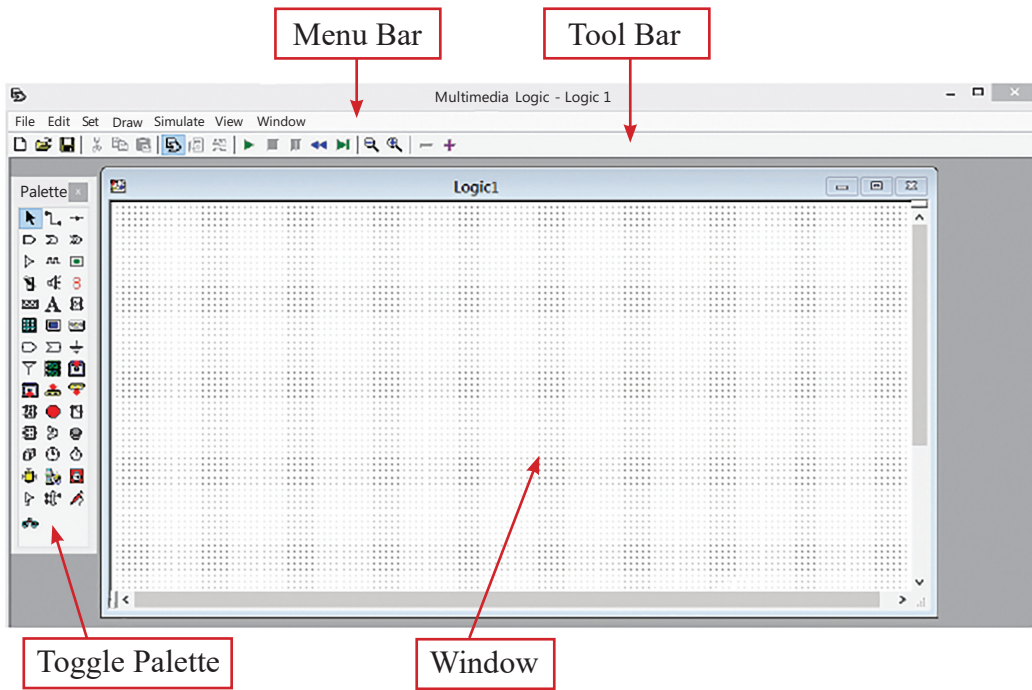 Menu Bar
Tool Bar
Multimedia Logic - Logic 1
File Edit Set Draw Simulate View Window
Palette
Logic1
Toggle Palette
Window